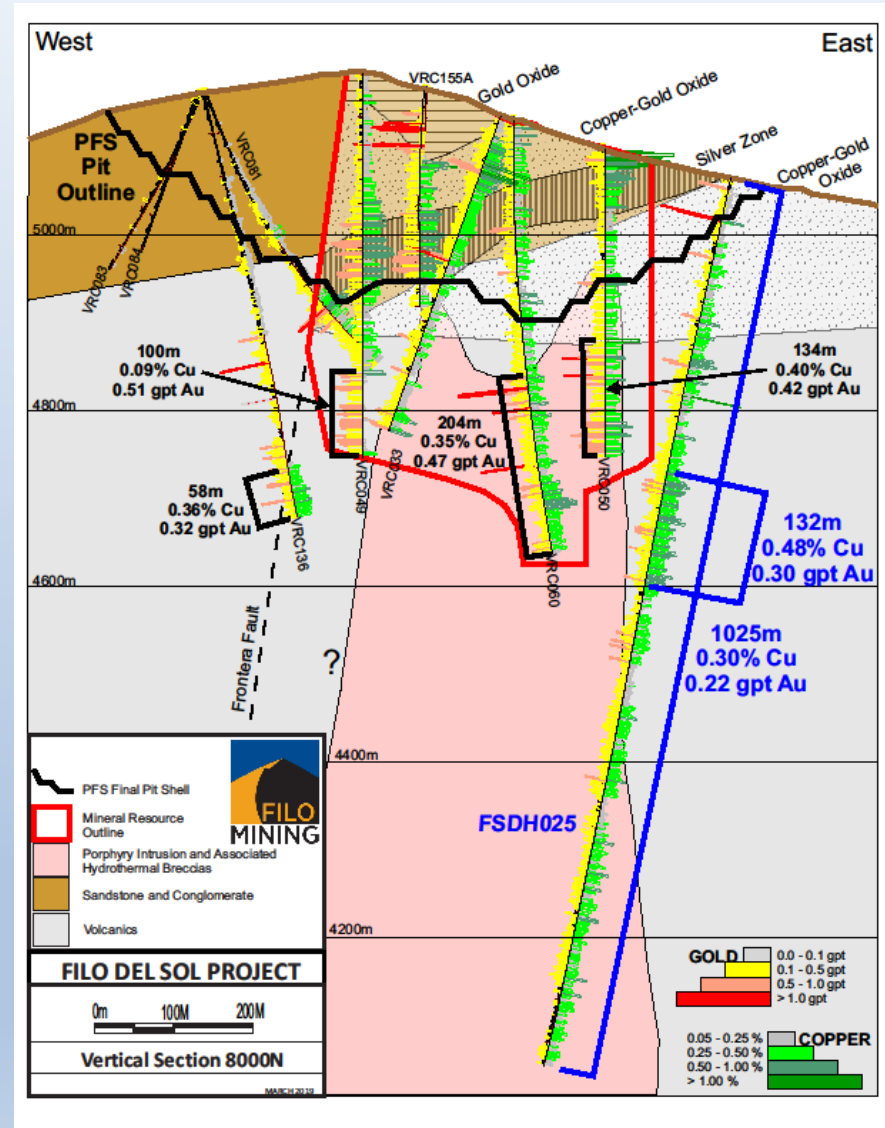 West
East
VRC155A
Gold Oxide
Copper-Gold Oxide
Silver Zone
Copper-Gold
Oxide
PFS
Pit
Outline
VRC081
VRC083
VRC084
5000m
100m
0.09% Cu
0.51 gpt Au
134m
0.40% Cu
0.42 gpt Au
4800m
204m
0.35% Cu
0.47 gpt Au
VRC033
VRC049
VRC050
58m
0.36% Cu
0.32 gpt Au
VRC136
VRC060
132m
0.48% Cu
0.30 gpt Au
4600m
1025m
0.30% Cu
0.22 gpt Au
Frontera Fault
?
4400m
FSDH025
4200m
PFS Final Pit Shell
Mineral Resource
Outline
Porphyry Intrusion and Associated
Hydrothermal Breccias
Sandstone and Conglomerate
Volcanics
FILO
MINING
FILO DEL SOL PROJECT
0m 100M 200M
Vertical Section 8000N
MARCH 2019
GOLD
0.0 - 0.1 gpt
0.1 - 0.5 gpt
0.5 - 1.0 gpt
> 1.0 gpt
COPPER
0.05 - 0.25 %
0.25 - 0.50 %
0.50 - 1.00 %
> 1.00 %